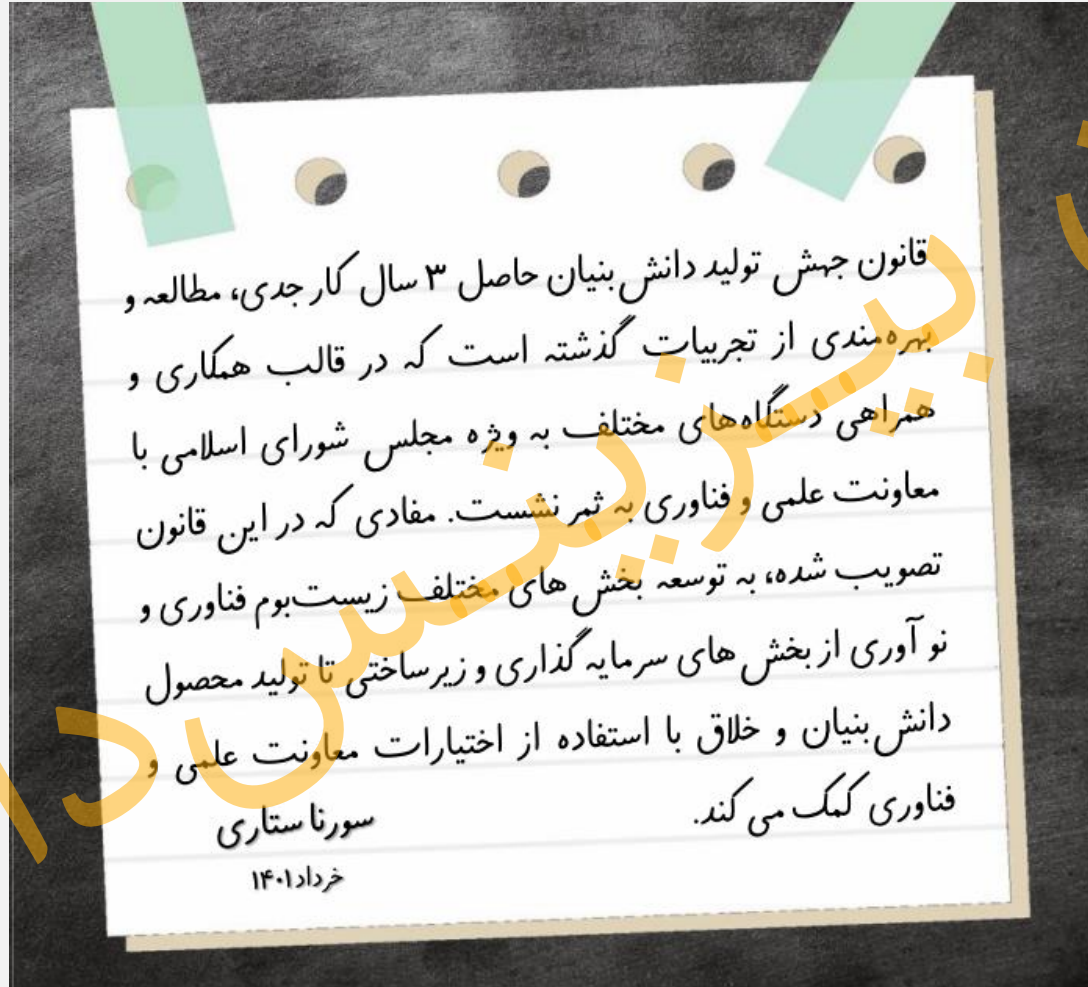 قانون جهش تولید دانش‌بنیان حاصل ۳ سال کار جدی، مطالعه و
بهره‌مندی از تجربیات گذشته است که در قالب همکاری و
همراهی دستگاه‌های مختلف به ویژه مجلس شورای اسلامی با
معاونت علمی و فناوری به ثمر نشست. مفادی که در این قانون
تصویب شده، به توسعه بخش های مختلف زیست‌بوم فناوری و
نو آوری از بخش های سرمایه گذاری و زیرساختی تا تولید محصول
دانش‌بنیان و خلاق با استفاده از اختیارات معاونت علمی و
فناوری کمک می کند.
سورنا ستاری
خرداد ۱۴۰۱
بیزینس